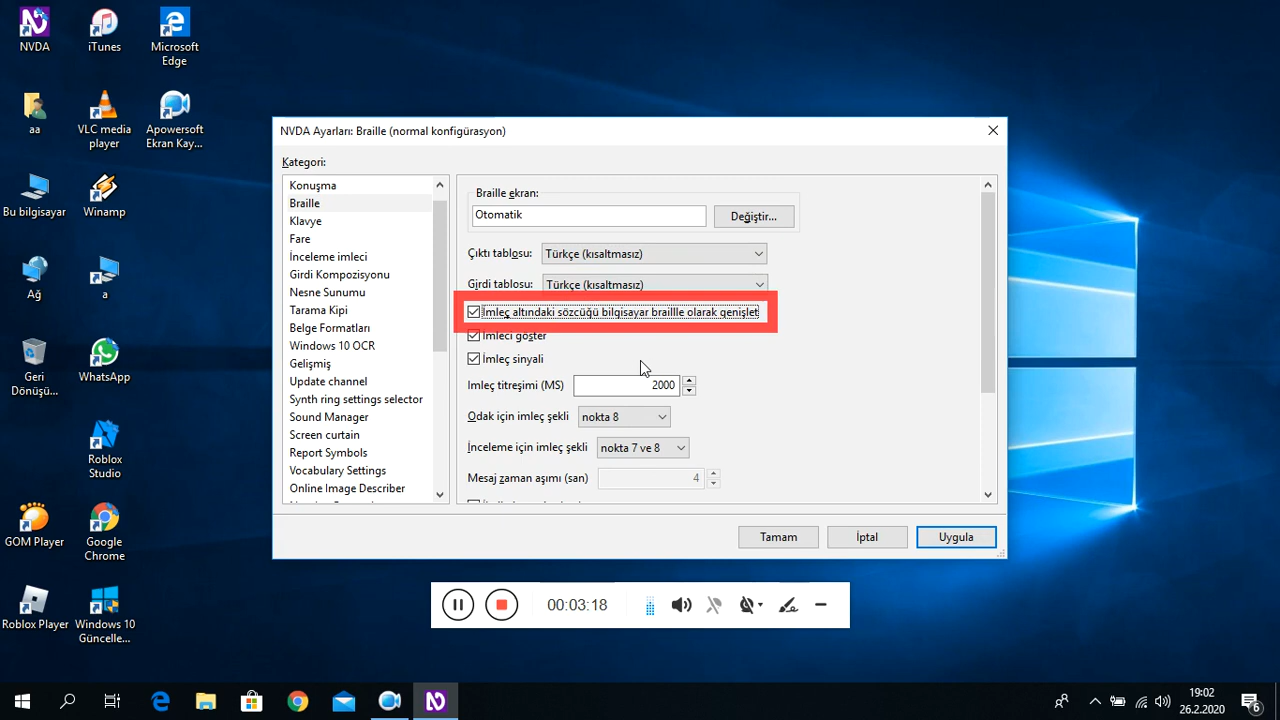 NVDA
iTunes
Microsoft
Edge
aa
VLC media
player
Apowersoft
Ekran Kay...
Bu bilgisayar
Winamp
Ağ
a
Geri
Dönüşü...
WhatsApp
Roblox
Studio
GOM Player
Google
Chrome
Roblox Player
Windows 10
Güncelle...
NVDA Ayarları: Braille (normal konfigürasyon)
Kategori:
Konuşma
Braille
Klavye
Fare
İnceleme imleci
Girdi Kompozisyonu
Nesne Sunumu
Tarama Kipi
Belge Formatları
Windows 10 OCR
Gelişmiş
Update channel
Synth ring settings selector
Sound Manager
Screen curtain
Report Symbols
Vocabulary Settings
Online Image Describer
Braille ekran:
Otomatik
Değiştir...
Çıktı tablosu: Türkçe (kısaltmasız)
Girdi tablosu: Türkçe (kısaltmasız)
İmleç altındaki sözcüğü bilgisayar braillle olarak genişlet
İmleci göster
İmleç sinyali
Imleç titreşimi (MS) 2000
Odak için imleç şekli nokta 8
İnceleme için imleç şekli nokta 7 ve 8
Mesaj zaman aşımı (san) 4
Tamam
İptal
Uygula
00:03:18
19:02
26.2.2020
6